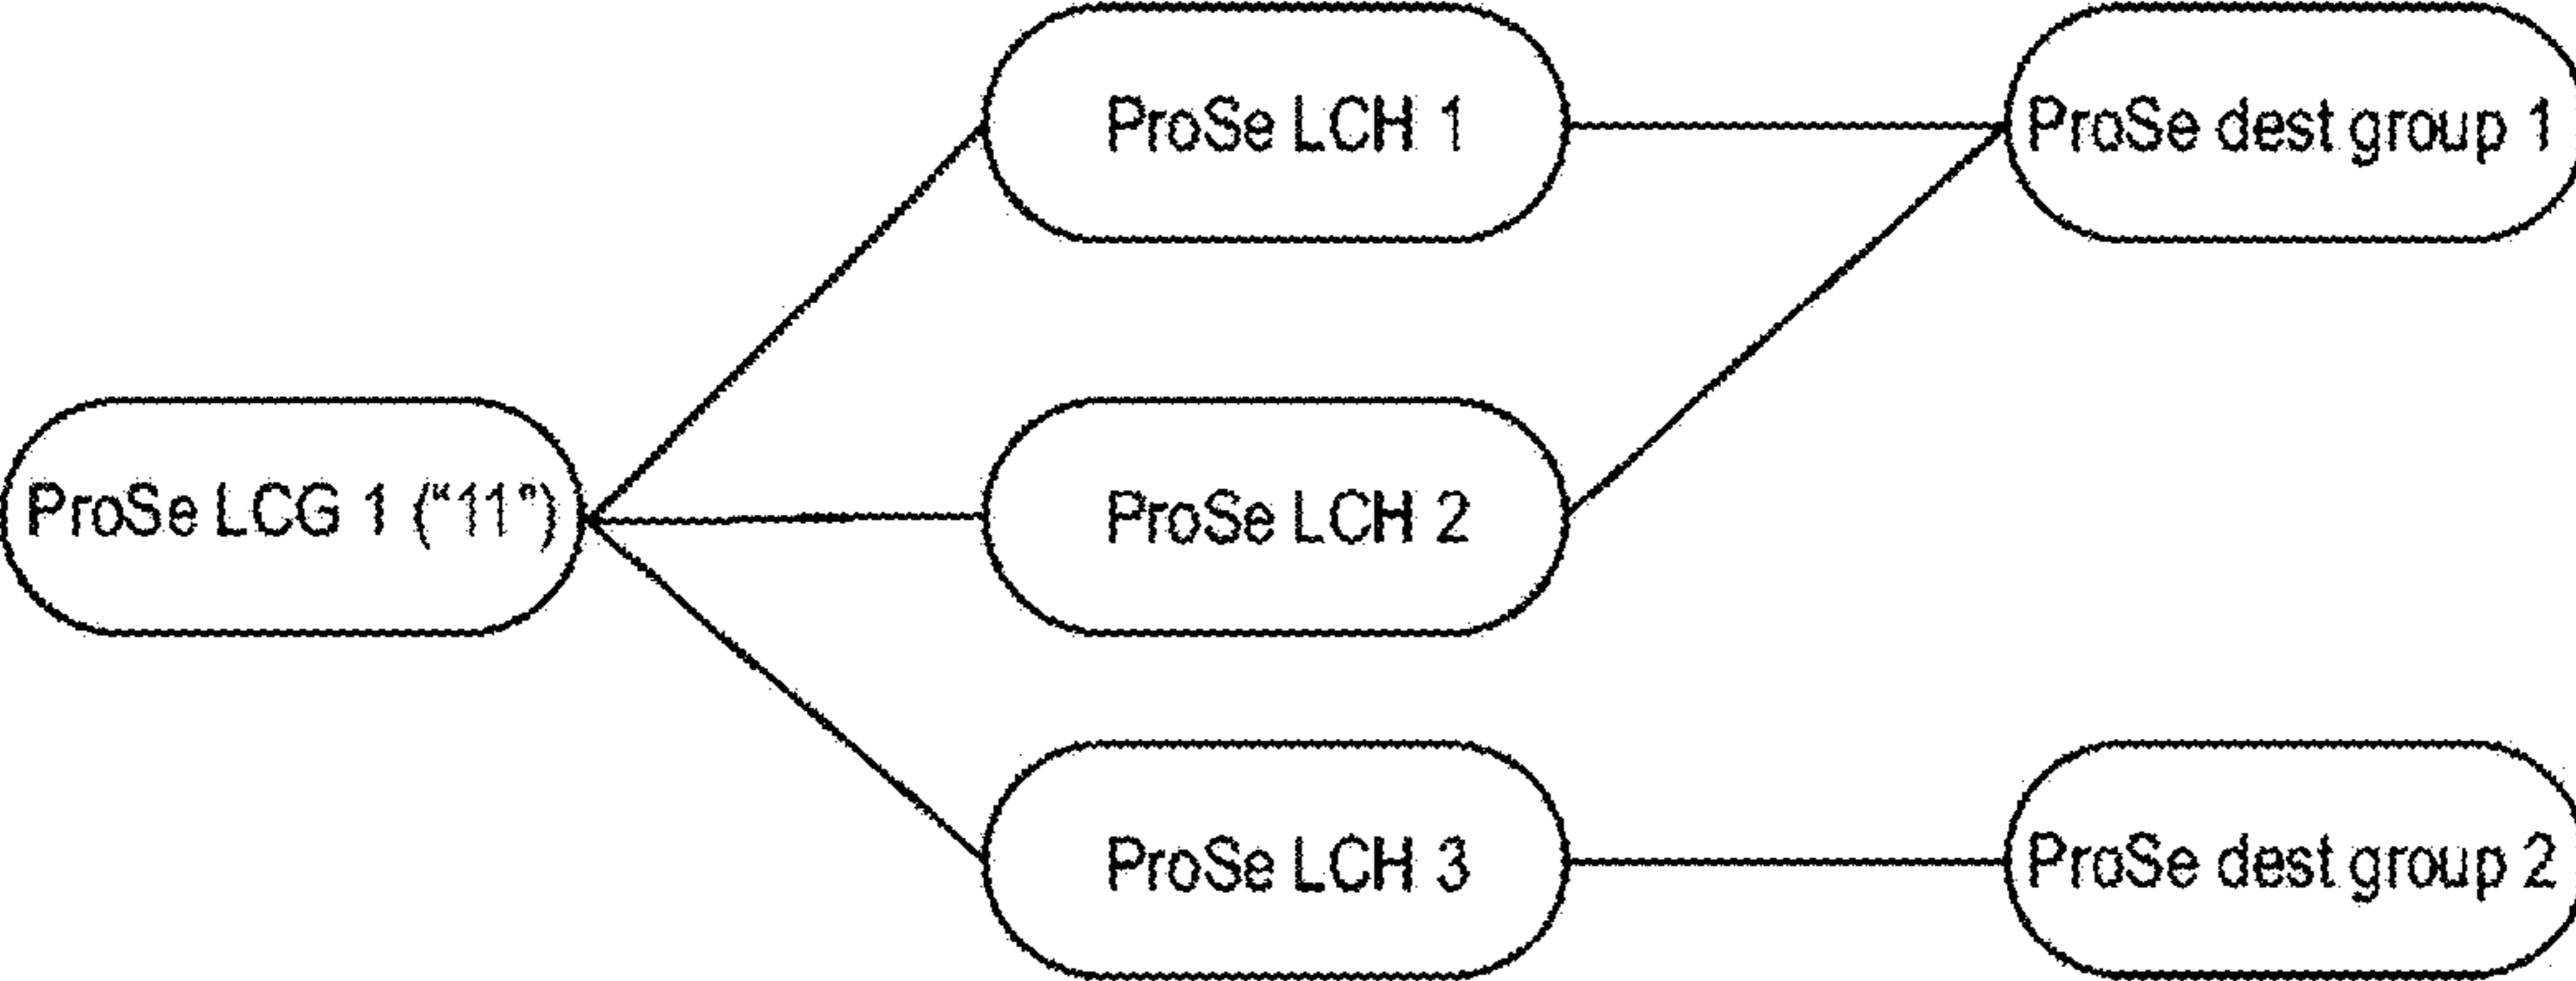 ProSe LCH 1
ProSe dest group 1
ProSe LCG 1 ("11")
ProSe LCH 2
ProSe LCH 3
ProSe dest group 2